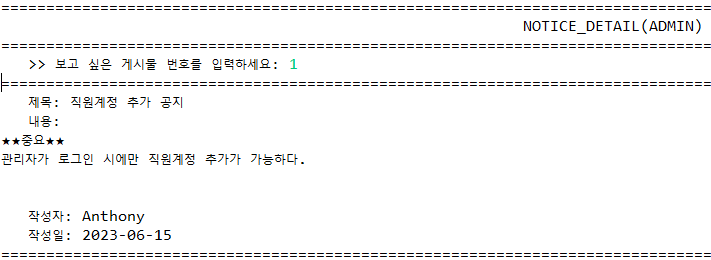 ===============================================================================
NOTICE_DETAIL(ADMIN)
===============================================================================
>> 보고 싶은 게시물 번호를 입력하세요: 1
===============================================================================
제목: 직원계정 추가 공지
내용:
★★중요★★
관리자가 로그인 시에만 직원계정 추가가 가능하다.
작성자: Anthony
작성일: 2023-06-15
===============================================================================